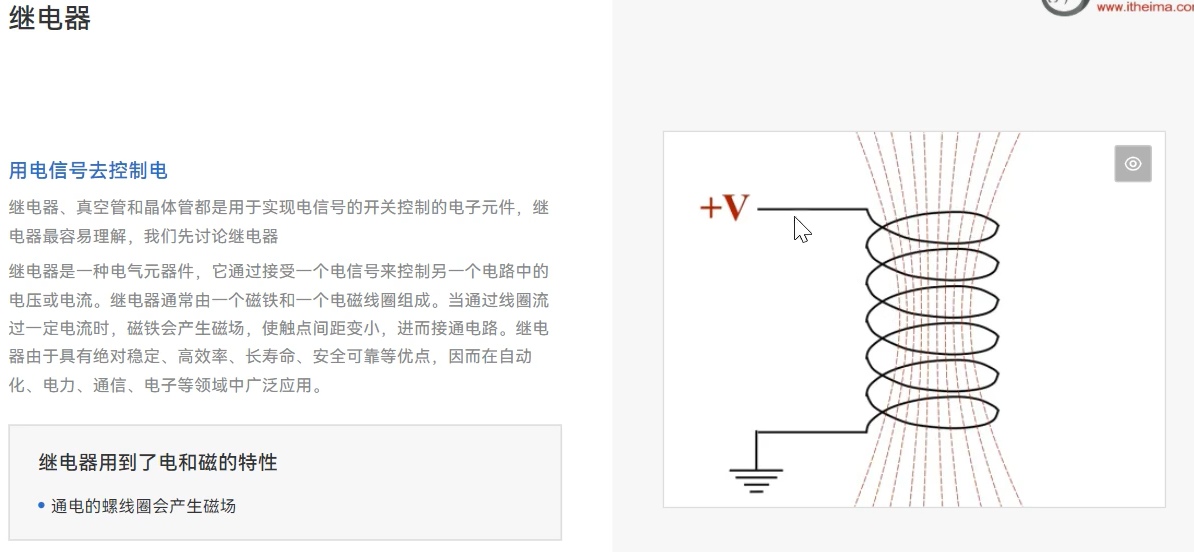 继电器
www.itheima.co
用电信号去控制电
继电器、真空管和晶体管都是用于实现电信号的开关控制的电子元件，继
电器最容易理解，我们先讨论继电器
继电器是一种电气元器件，它通过接受一个电信号来控制另一个电路中的
电压或电流。继电器通常由一个磁铁和一个电磁线圈组成。当通过线圈流
过一定电流时，磁铁会产生磁场，使触点间距变小，进而接通电路。继电
器由于具有绝对稳定、高效率、长寿命、安全可靠等优点，因而在自动
化、电力、通信、电子等领域中广泛应用。
继电器用到了电和磁的特性
通电的螺线圈会产生磁场
+V